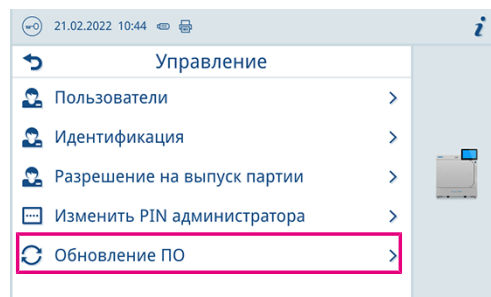 21.02.2022 10:44
Управление
Пользователи
Идентификация
Разрешение на выпуск партии
Изменить PIN администратора
Обновление ПО